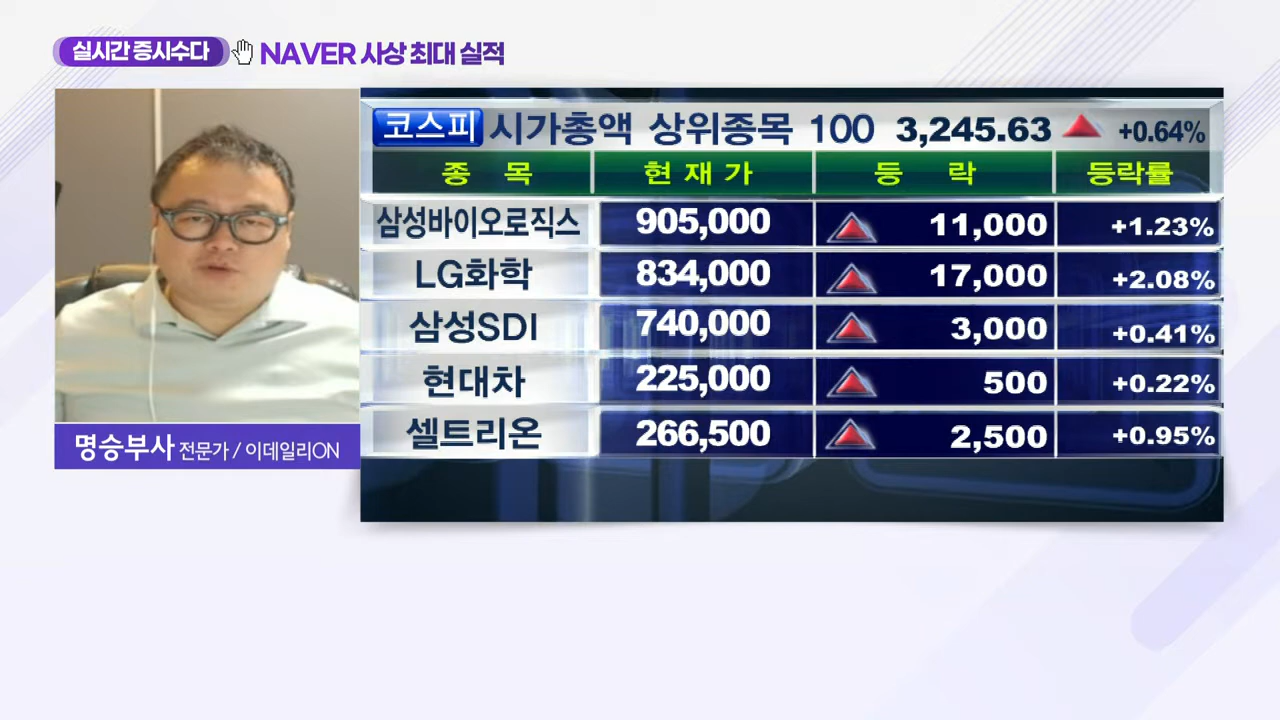 실시간 증시수다 NAVER 사상 최대 실적
코스피 시가총액 상위종목 100 3,245.63 ▲ +0.64%
종 목 현 재 가 등 락 등락률
삼성바이오로직스 905,000 ▲ 11,000 +1.23%
LG화학 834,000 ▲ 17,000 +2.08%
삼성SDI 740,000 ▲ 3,000 +0.41%
현대차 225,000 ▲ 500 +0.22%
셀트리온 266,500 ▲ 2,500 +0.95%
명승부사 전문가 / 이데일리ON